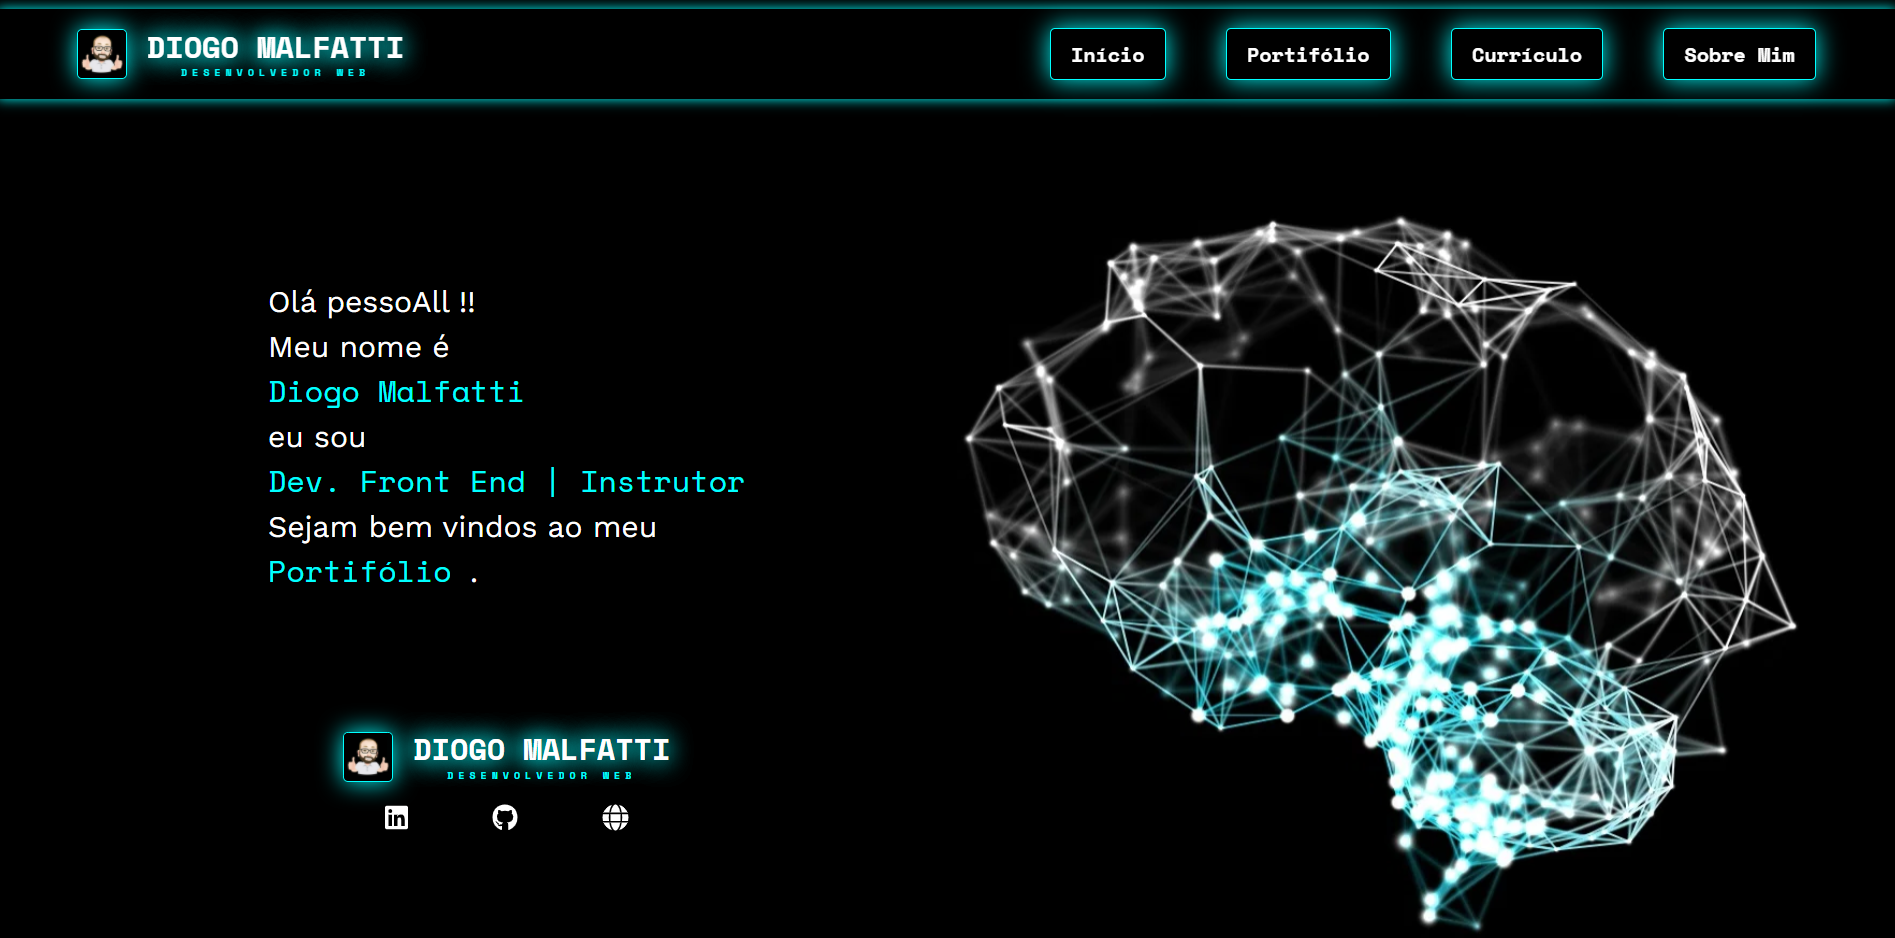 DIOGO MALFATTI
DESENVOLVEDOR WEB
Início
Portifólio
Currículo
Sobre Mim
Olá pessoAll !!
Meu nome é
Diogo Malfatti
eu sou
Dev. Front End | Instrutor
Sejam bem vindos ao meu
Portifólio .
DIOGO MALFATTI
DESENVOLVEDOR WEB